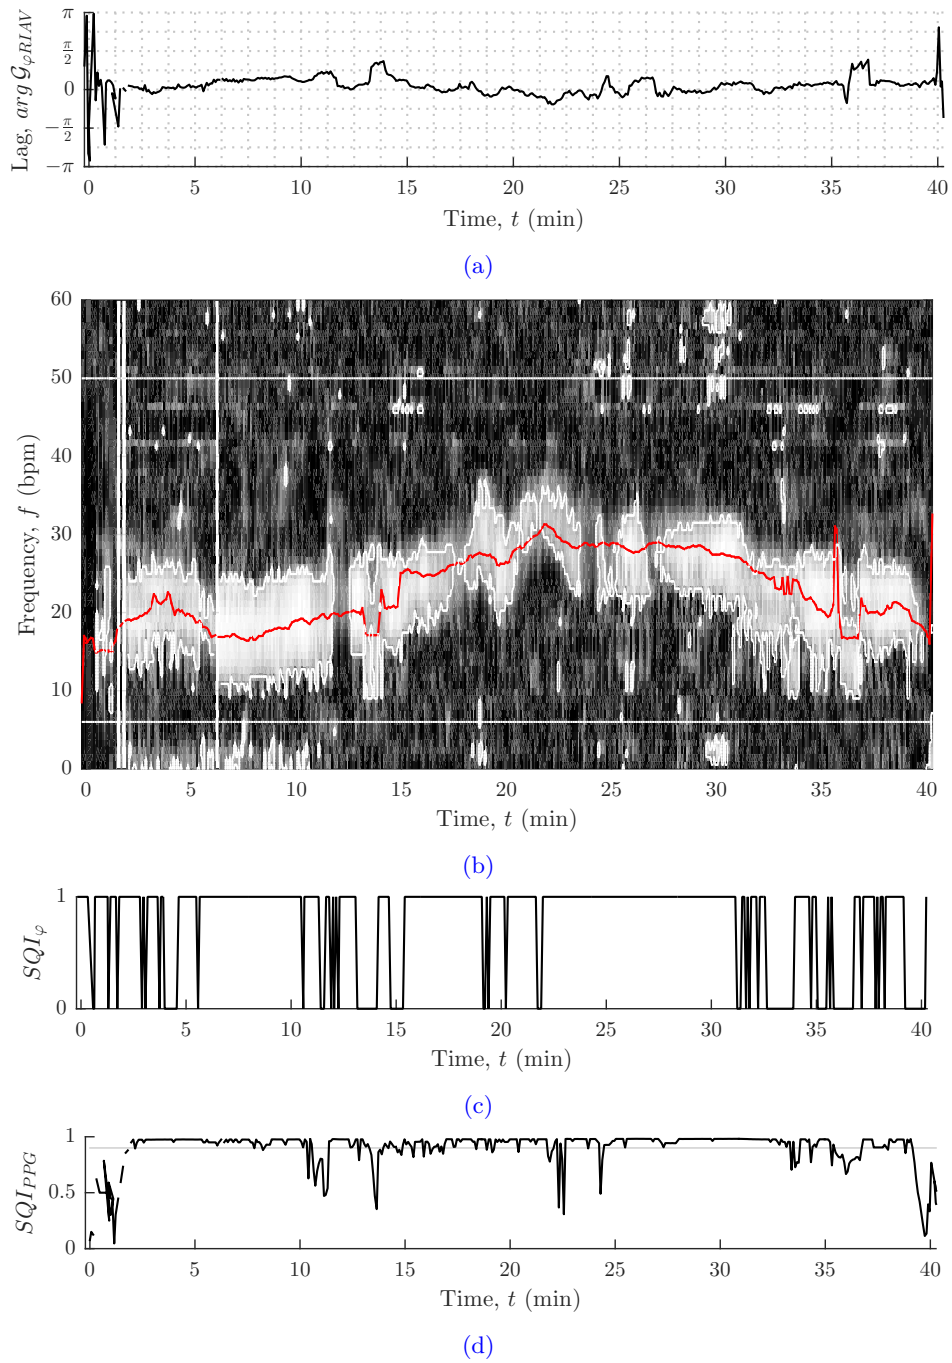 π
π/2
0
−π/2
−π
Lag, arg 𝒢φRIAV
0 5 10 15 20 25 30 35 40
Time, t (min)
(a)
60
50
40
30
20
10
0
Frequency, f (bpm)
0 5 10 15 20 25 30 35 40
Time, t (min)
(b)
1
0
SQIφ
0 5 10 15 20 25 30 35 40
Time, t (min)
(c)
1
0.5
0
SQIPPG
0 5 10 15 20 25 30 35 40
Time, t (min)
(d)